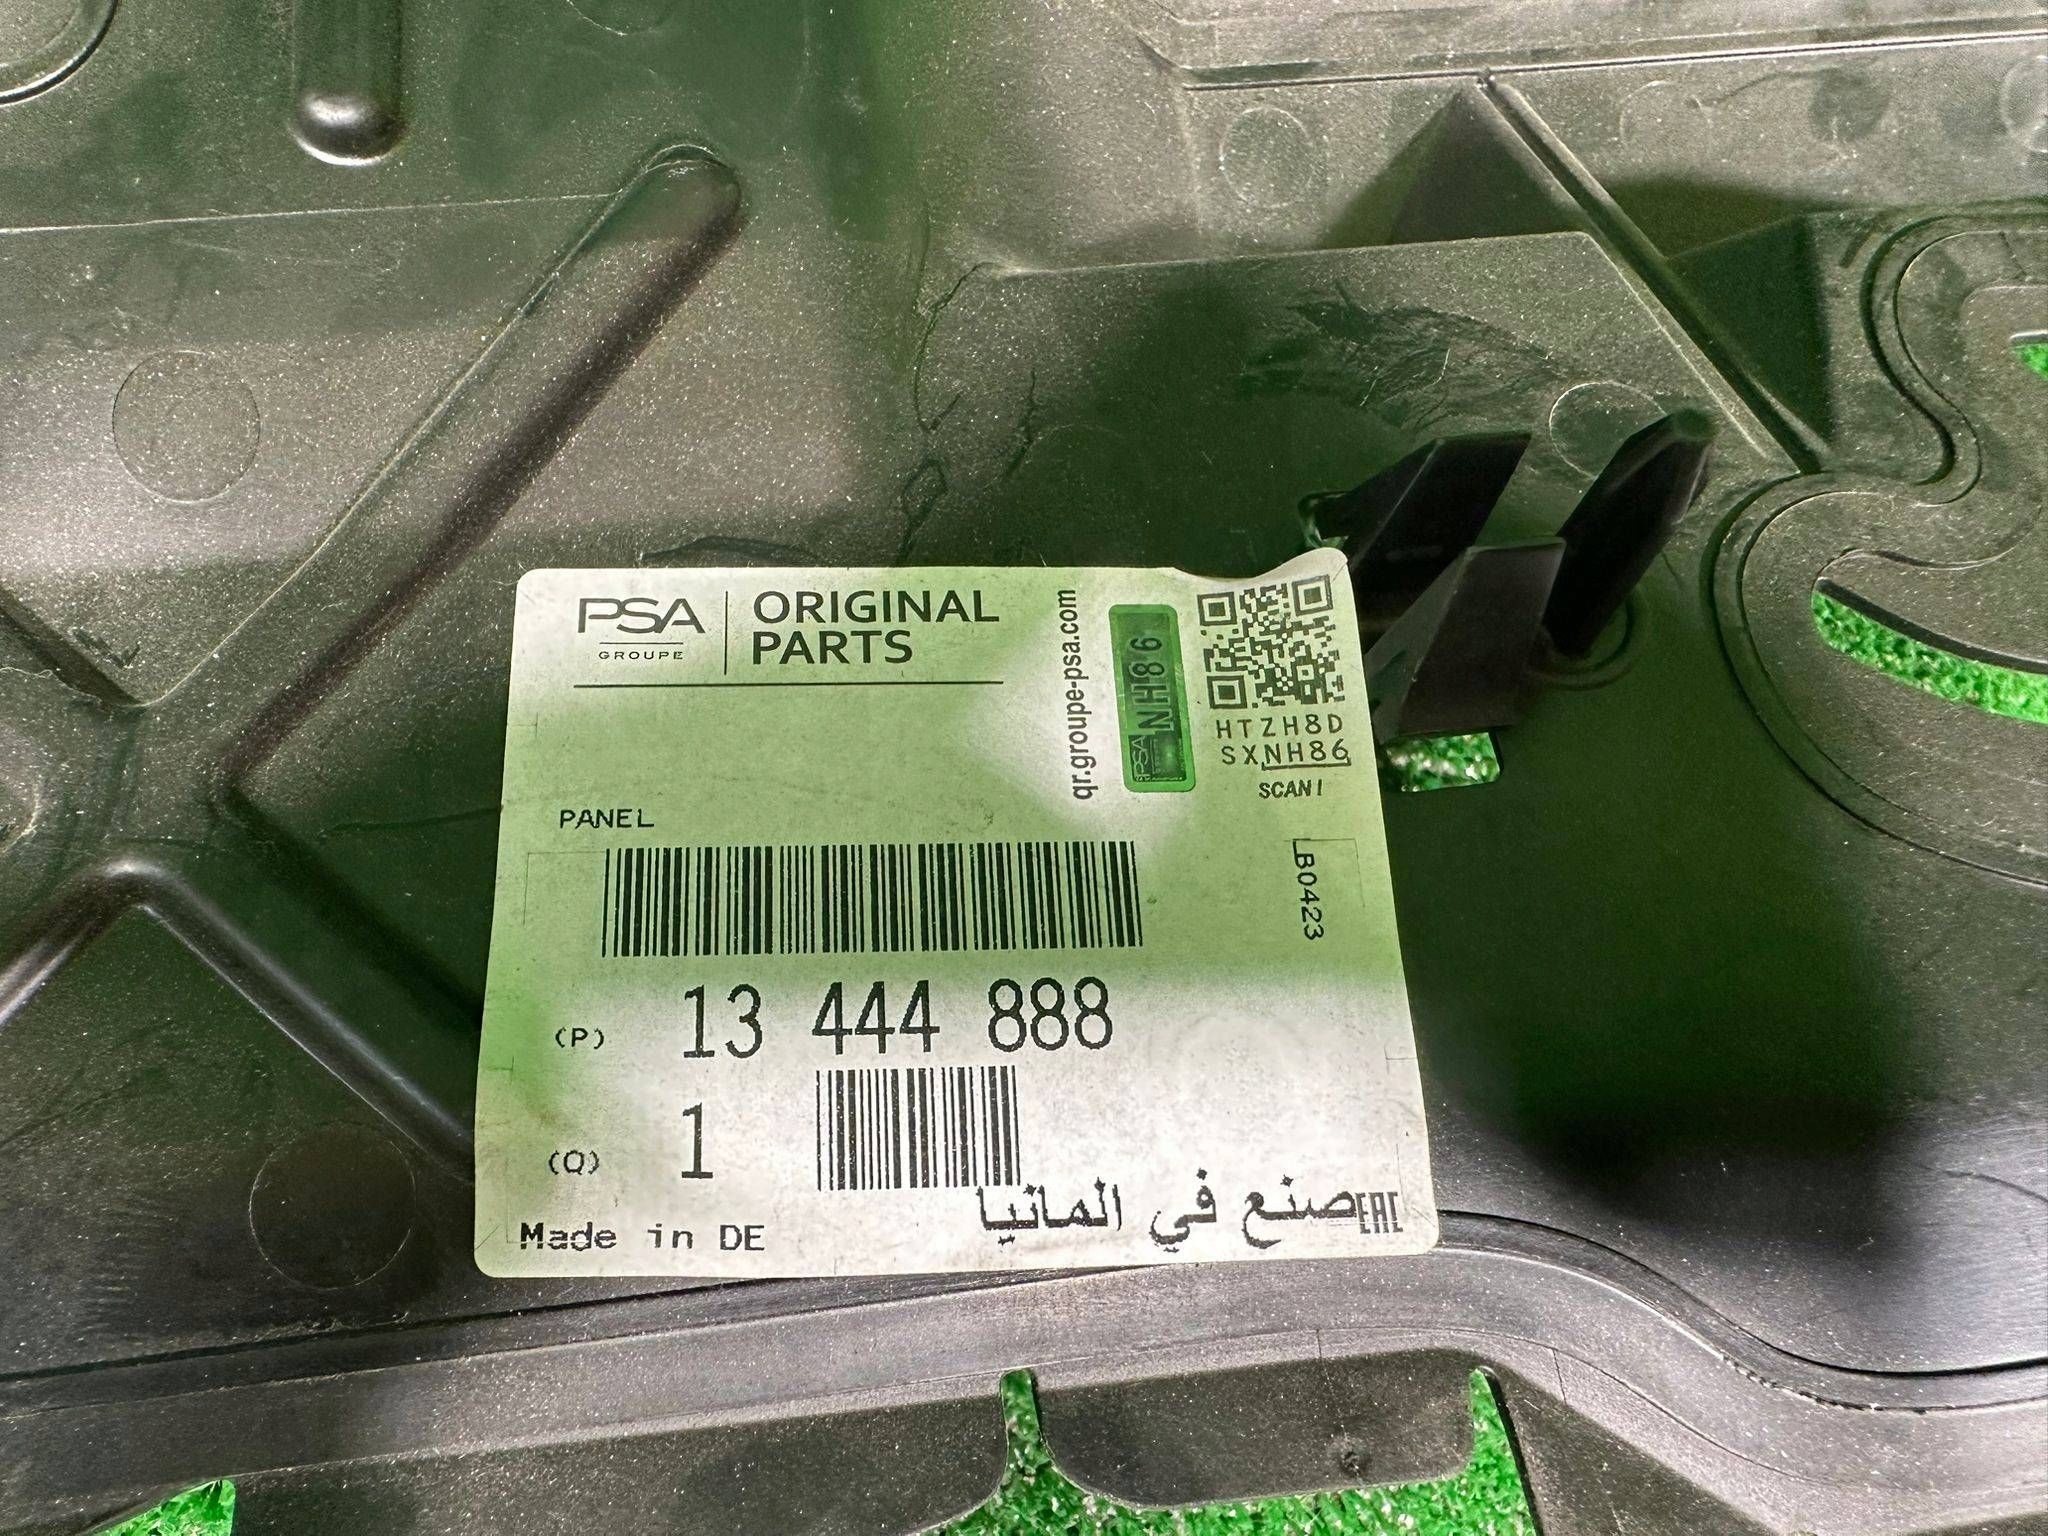 PSA
GROUPE
ORIGINAL
PARTS
qr.groupe-psa.com
PSA
NH86
HTZH8D
SXNH86
SCAN!
PANEL
B0423
(P) 13 444 888
(Q) 1
Made in DE
صنع في المانيا
EAC